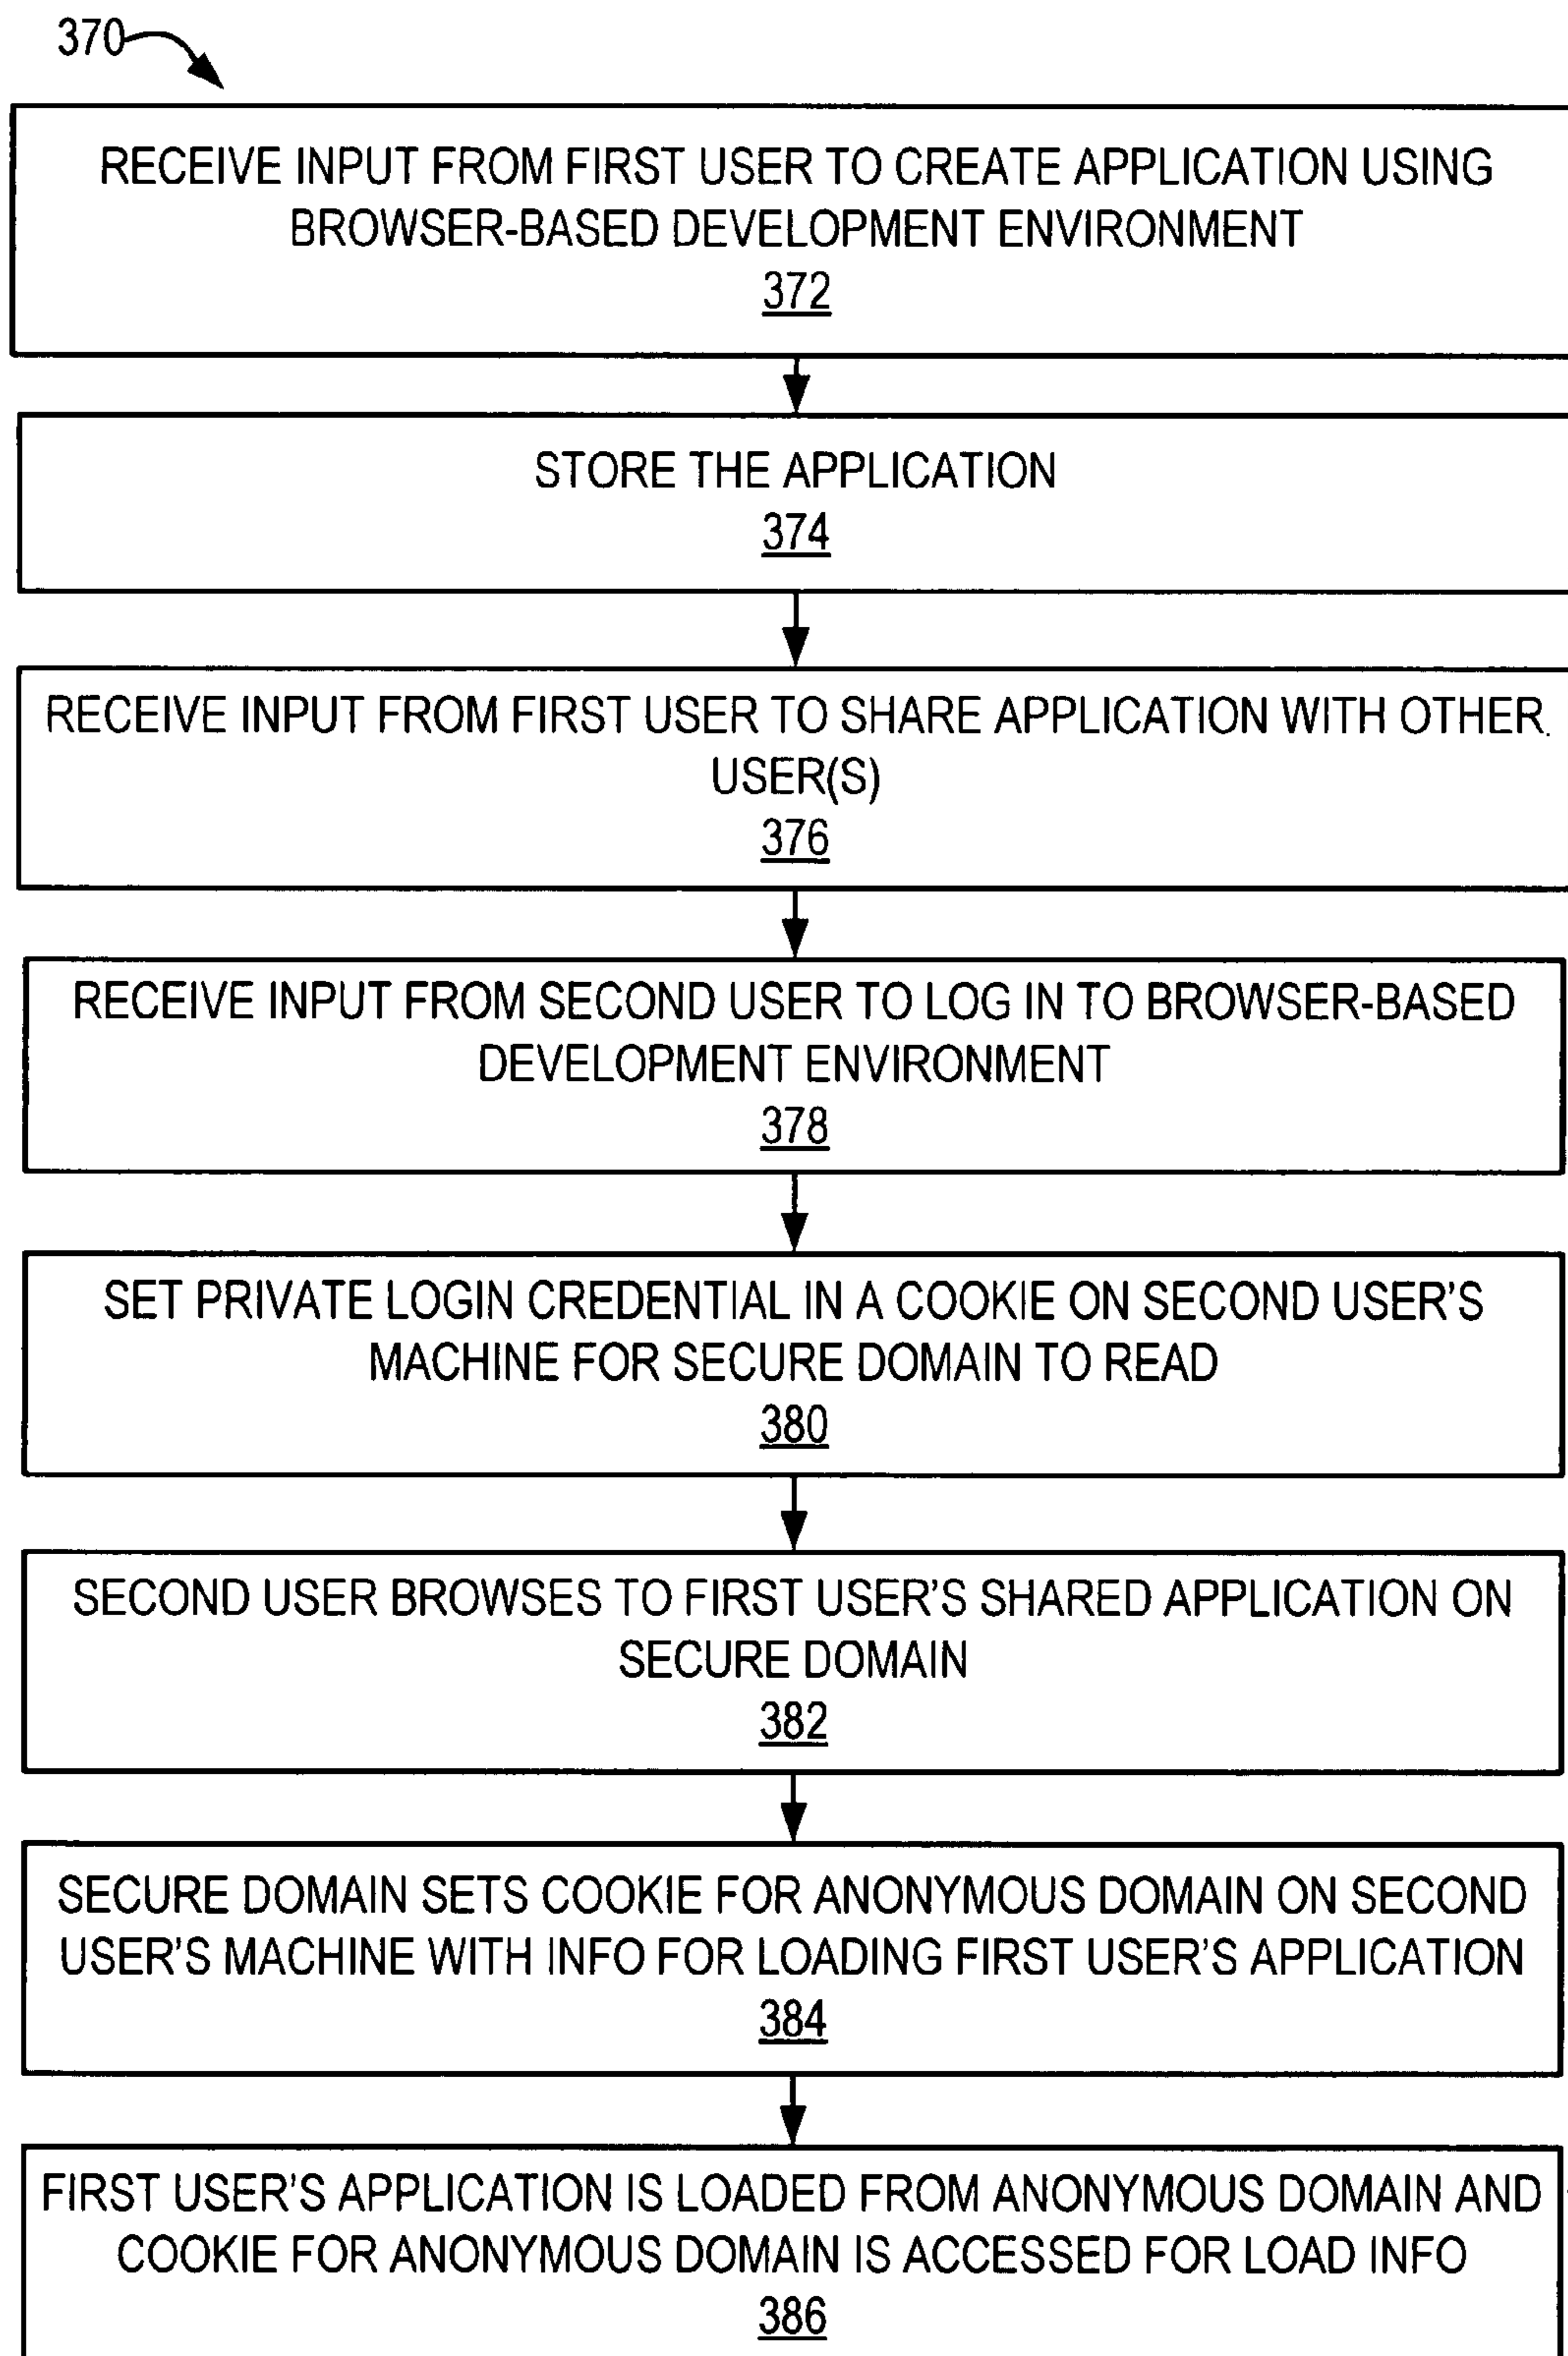 370
RECEIVE INPUT FROM FIRST USER TO CREATE APPLICATION USING
BROWSER-BASED DEVELOPMENT ENVIRONMENT
372
STORE THE APPLICATION
374
RECEIVE INPUT FROM FIRST USER TO SHARE APPLICATION WITH OTHER
USER(S)
376
RECEIVE INPUT FROM SECOND USER TO LOG IN TO BROWSER-BASED
DEVELOPMENT ENVIRONMENT
378
SET PRIVATE LOGIN CREDENTIAL IN A COOKIE ON SECOND USER'S
MACHINE FOR SECURE DOMAIN TO READ
380
SECOND USER BROWSES TO FIRST USER'S SHARED APPLICATION ON
SECURE DOMAIN
382
SECURE DOMAIN SETS COOKIE FOR ANONYMOUS DOMAIN ON SECOND
USER'S MACHINE WITH INFO FOR LOADING FIRST USER'S APPLICATION
384
FIRST USER'S APPLICATION IS LOADED FROM ANONYMOUS DOMAIN AND
COOKIE FOR ANONYMOUS DOMAIN IS ACCESSED FOR LOAD INFO
386